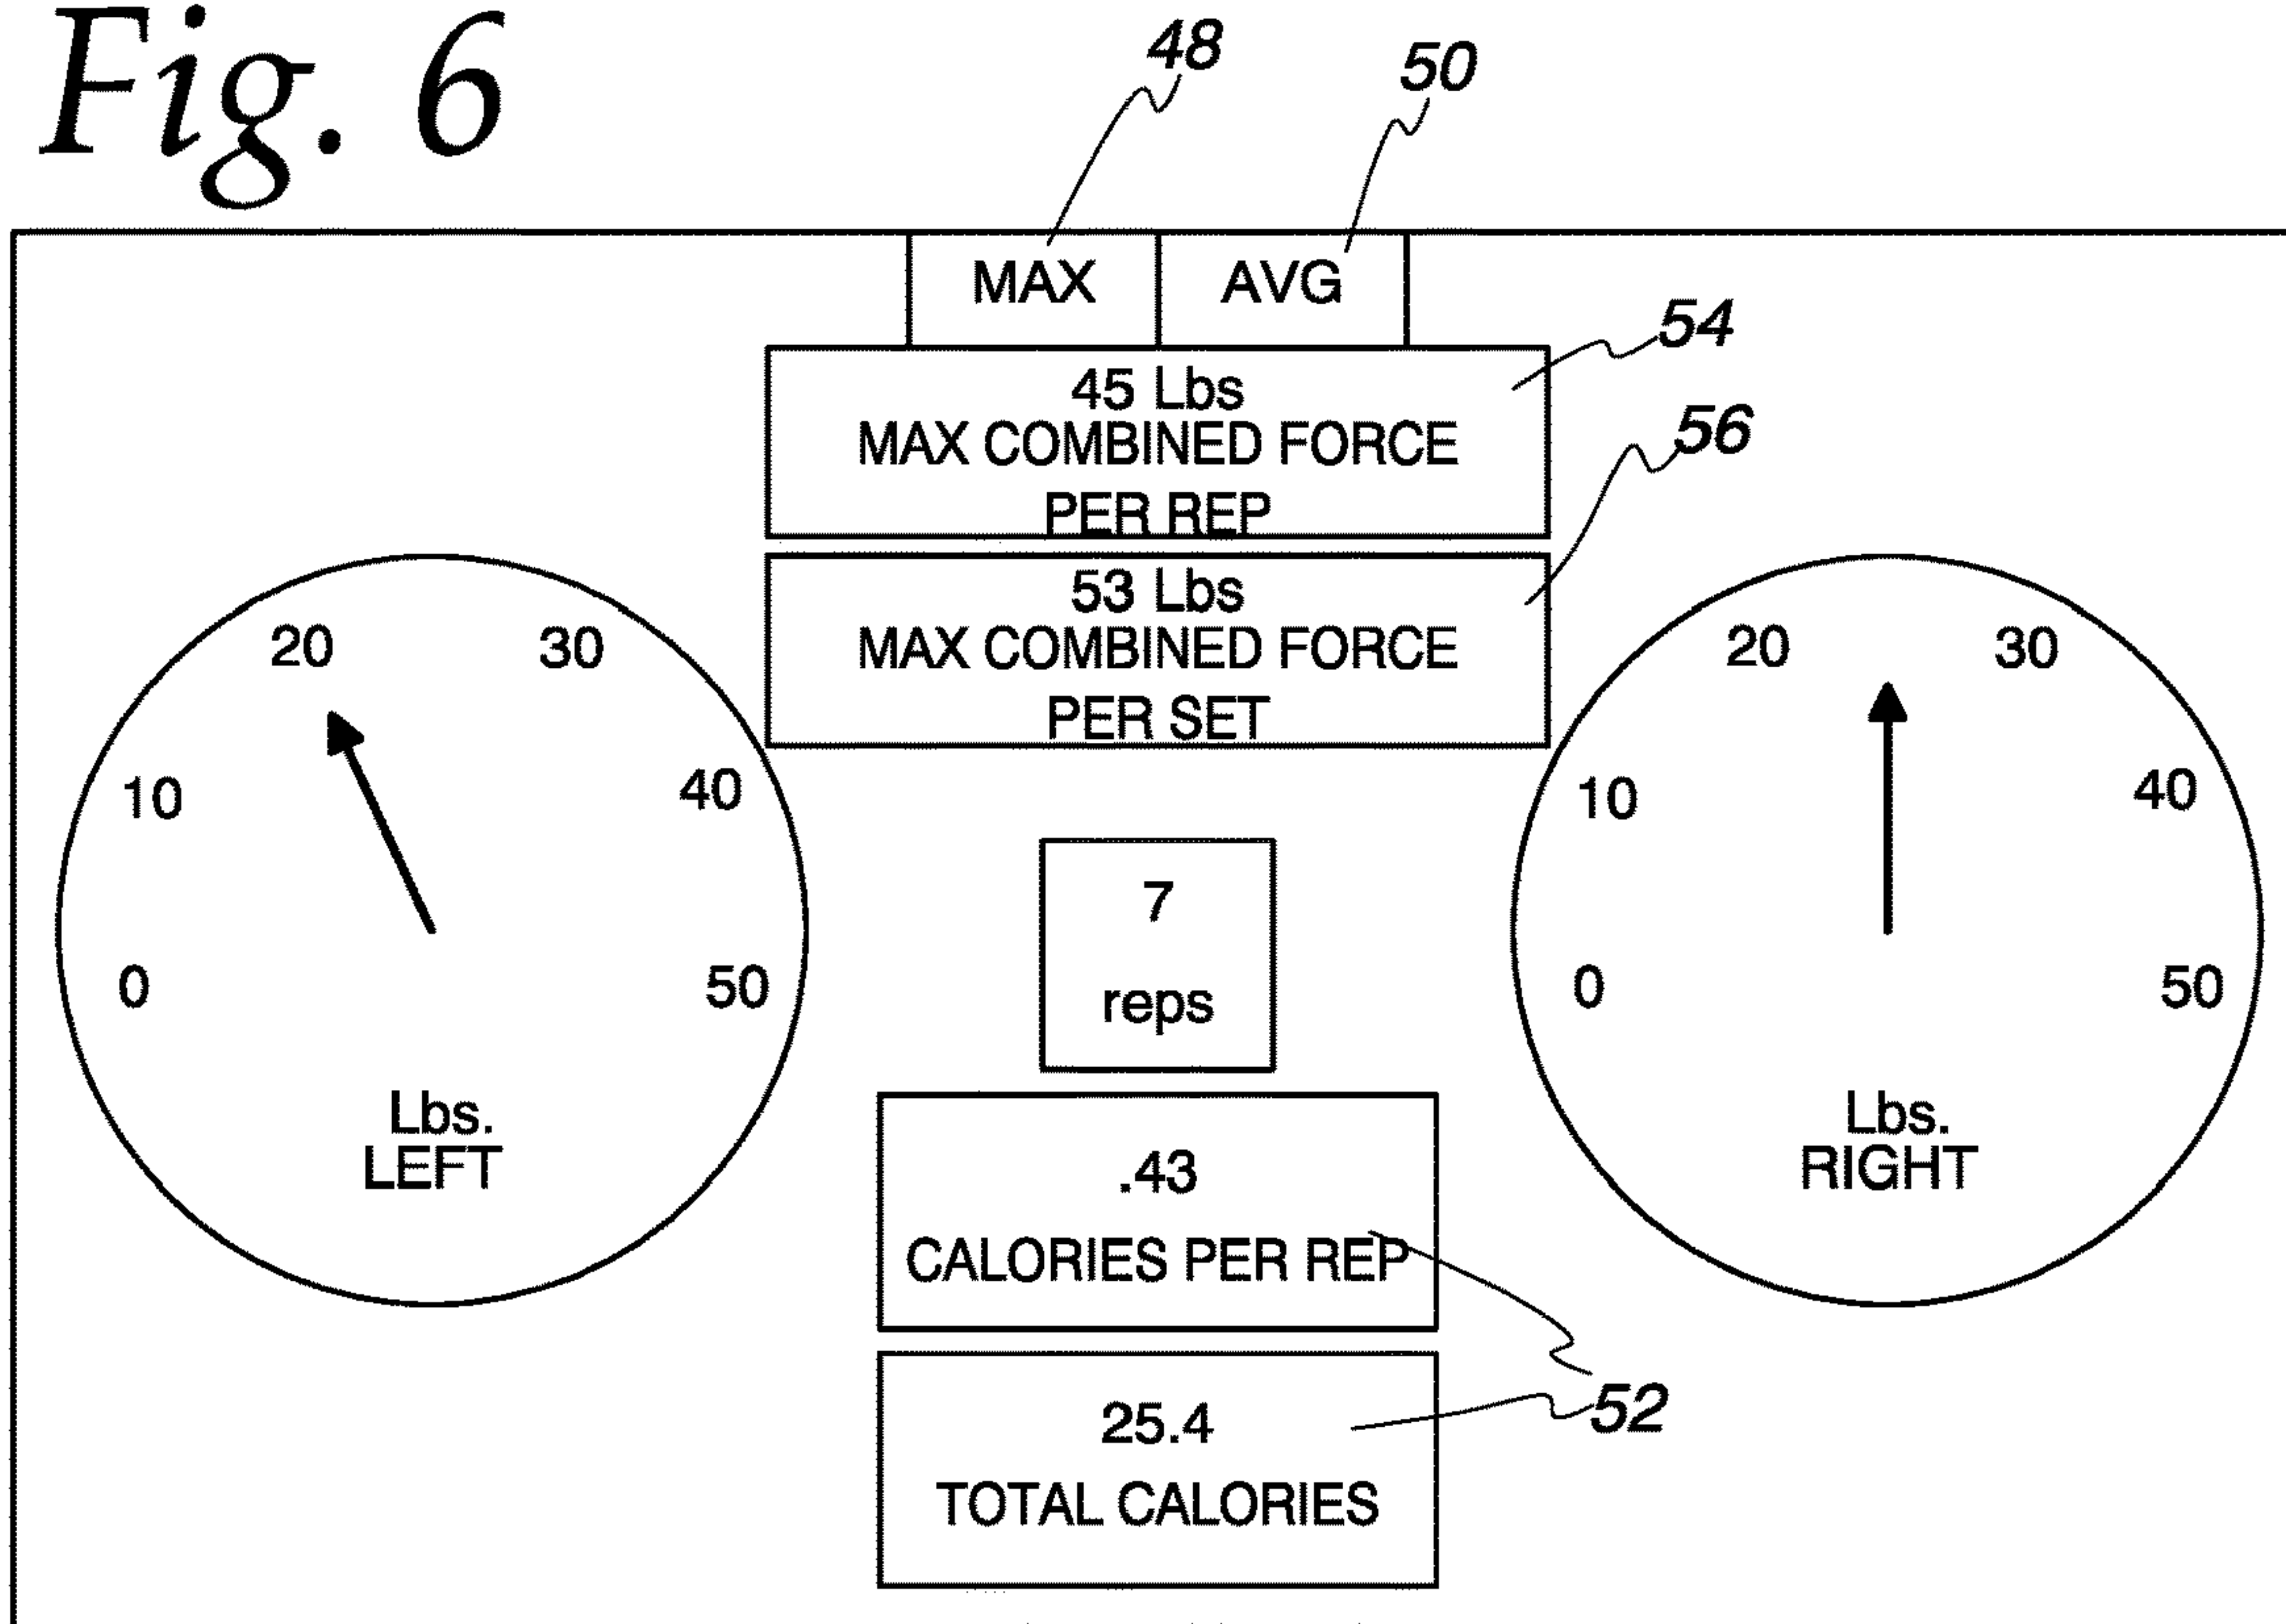 Fig. 6
48
50
MAX
AVG
54
45 Lbs
MAX COMBINED FORCE
PER REP
56
53 Lbs
MAX COMBINED FORCE
PER SET
20
30
10
40
0
50
Lbs.
LEFT
7
reps
20
30
10
40
0
50
Lbs.
RIGHT
.43
CALORIES PER REP
25.4
TOTAL CALORIES
52